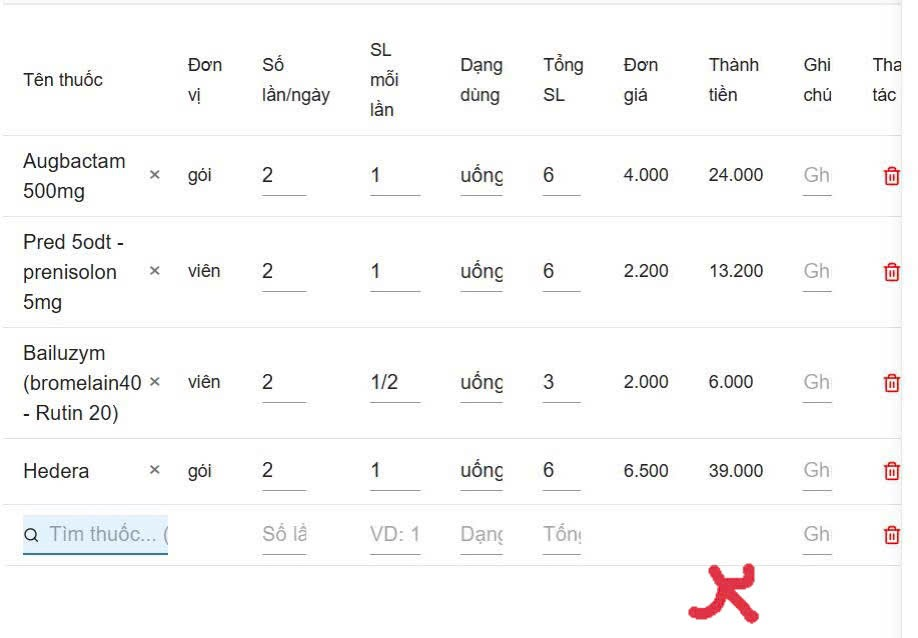 Tên thuốc Đơn vị Số lần/ngày SL mỗi lần Dạng dùng Tổng SL Đơn giá Thành tiền Ghi chú Tha tác
Augbactam 500mg × gói 2 1 uống 6 4.000 24.000 Gh
Pred 5odt - prenisolon 5mg × viên 2 1 uống 6 2.200 13.200 Gh
Bailuzym (bromelain40 - Rutin 20) × viên 2 1/2 uống 3 2.000 6.000 Gh
Hedera × gói 2 1 uống 6 6.500 39.000 Gh
Tìm thuốc... ( Số lầ VD: 1 Dạng Tổng Gh